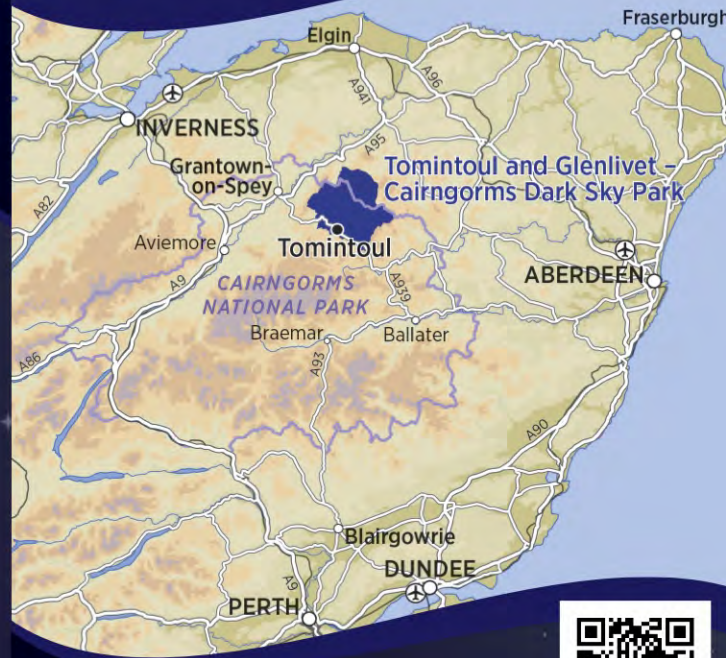 Fraserburgh
Elgin
A941
A96
INVERNESS
A95
Grantown-
on-Spey
Tomintoul and Glenlivet –
Cairngorms Dark Sky Park
A82
Aviemore
Tomintoul
ABERDEEN
A9
CAIRNGORMS
NATIONAL PARK
A939
Braemar
Ballater
A86
A93
A90
Blairgowrie
DUNDEE
A9
PERTH